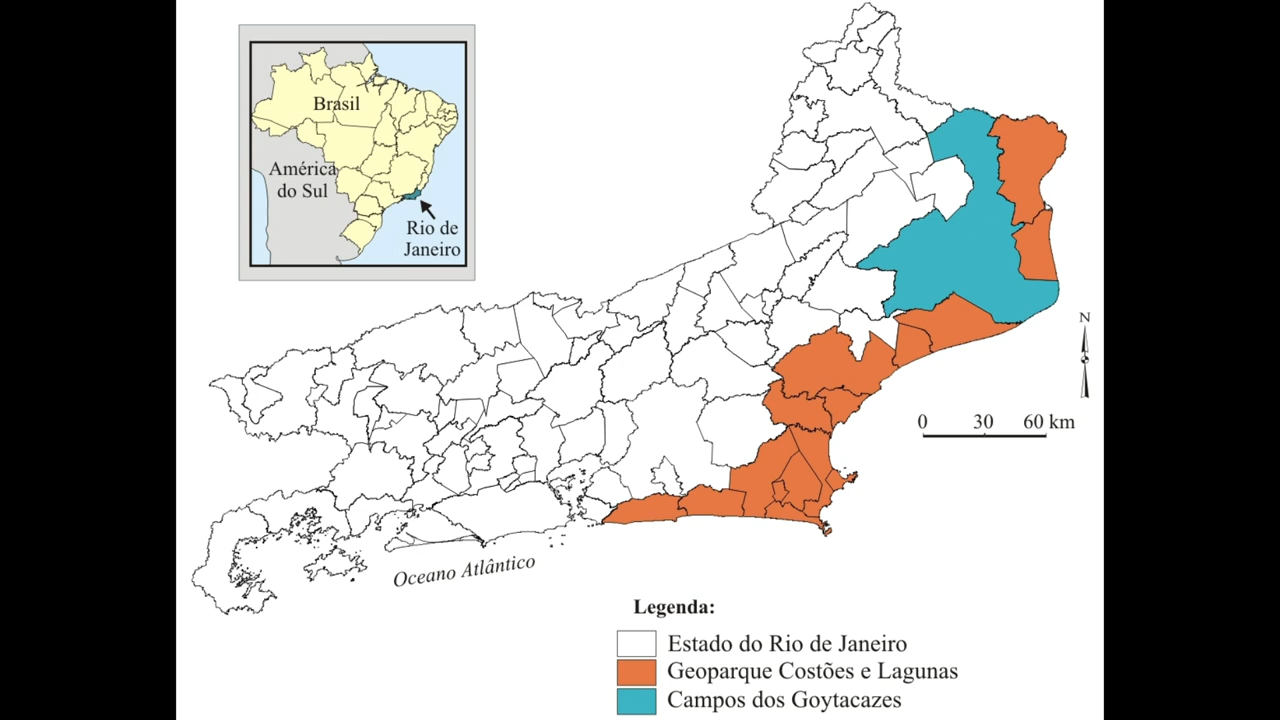 Brasil
América
do Sul
Rio de
Janeiro
N
0 30 60 km
Oceano Atlântico
Legenda:
Estado do Rio de Janeiro
Geoparque Costões e Lagunas
Campos dos Goytacazes